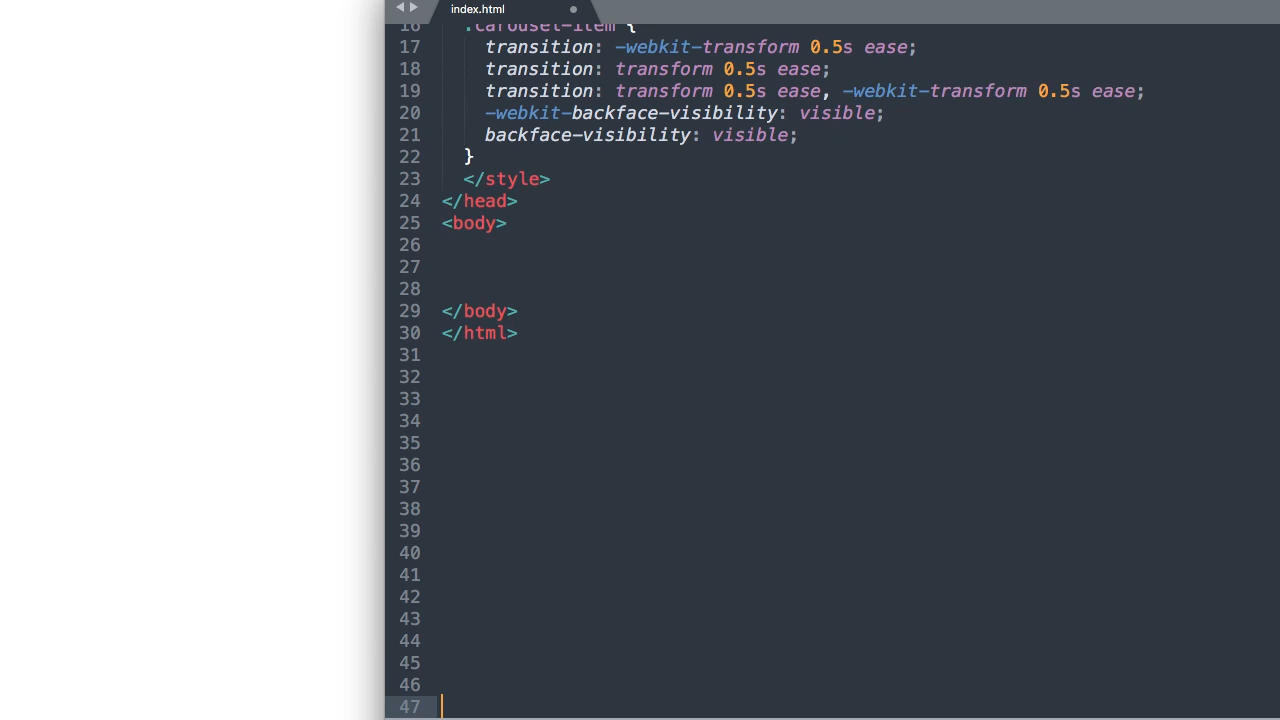 index.html
16 .carousel-item {
17 transition: -webkit-transform 0.5s ease;
18 transition: transform 0.5s ease;
19 transition: transform 0.5s ease, -webkit-transform 0.5s ease;
20 -webkit-backface-visibility: visible;
21 backface-visibility: visible;
22 }
23 </style>
24 </head>
25 <body>
26
27
28
29 </body>
30 </html>
31
32
33
34
35
36
37
38
39
40
41
42
43
44
45
46
47